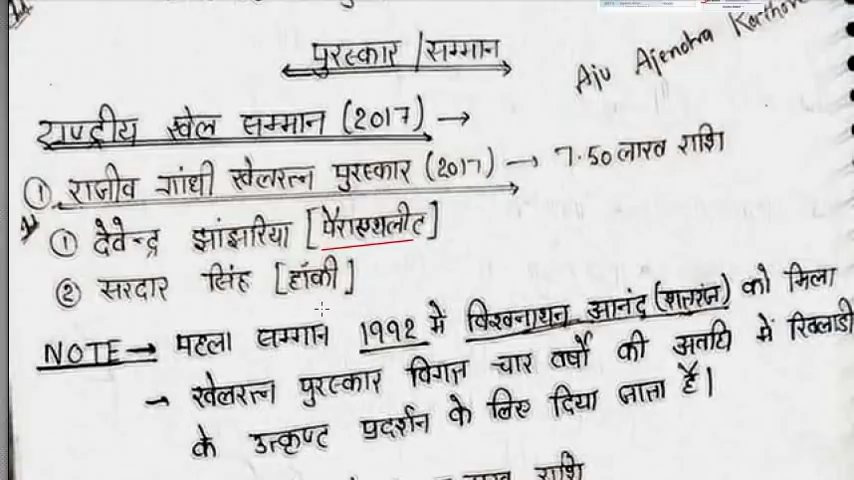 पुरस्कार / सम्मान
Aju Ajendra
राष्ट्रीय खेल सम्मान (2017) →
① राजीव गांधी खेलरत्न पुरस्कार (2017) → 7.50 लाख राशि
① देवेन्द्र झांझरिया [पैराएथलीट]
② सरदार सिंह [हॉकी]
NOTE → पहला सम्मान 1992 में विश्वनाथन आनंद (शतरंज) को मिला
→ खेलरत्न पुरस्कार विगत चार वर्षों की अवधि में खिलाडी
के उत्कृष्ट प्रदर्शन के लिए दिया जाता है।
राशि